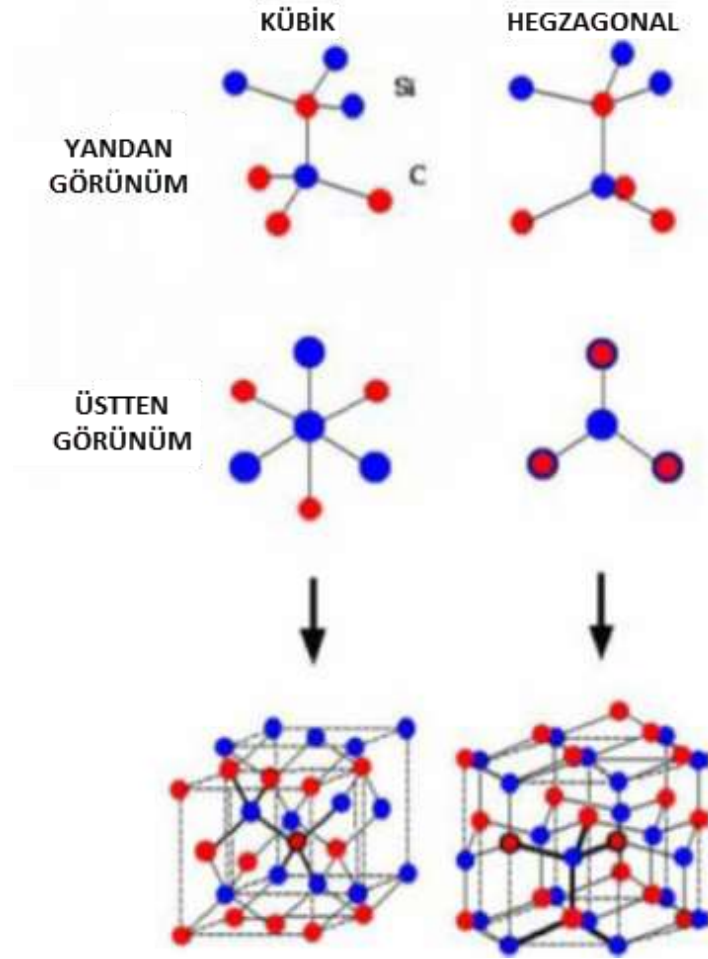 KÜBİK
HEGZAGONAL
Si
YANDAN
GÖRÜNÜM
C
ÜSTTEN
GÖRÜNÜM